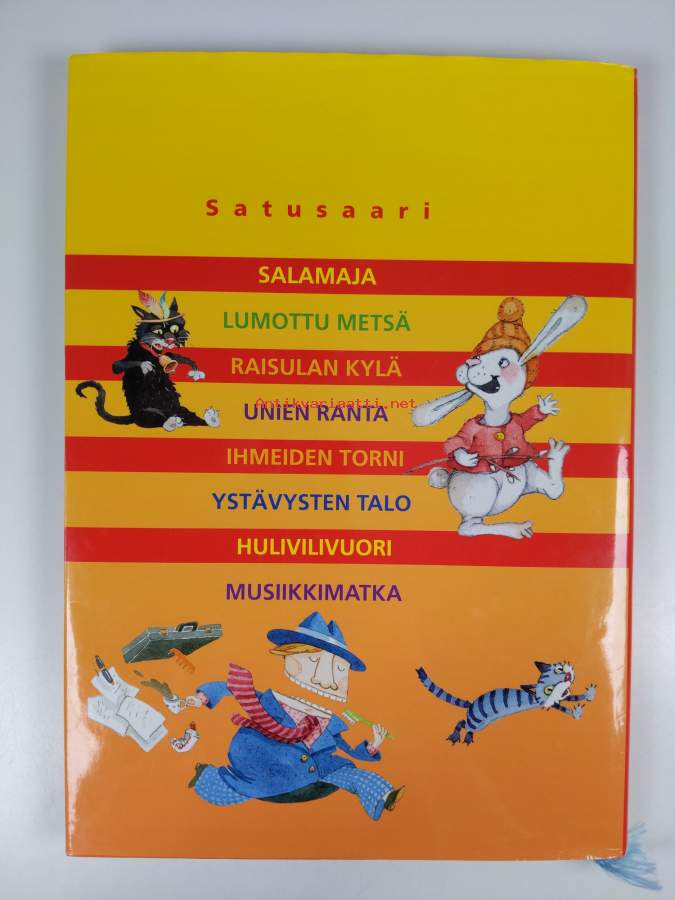 Satusaari
SALAMAJA
LUMOTTU METSÄ
RAISULAN KYLÄ
Antikvariaatti.net
UNIEN RANTA
IHMEIDEN TORNI
YSTÄVYSTEN TALO
HULIVILIVUORI
MUSIIKKIMATKA